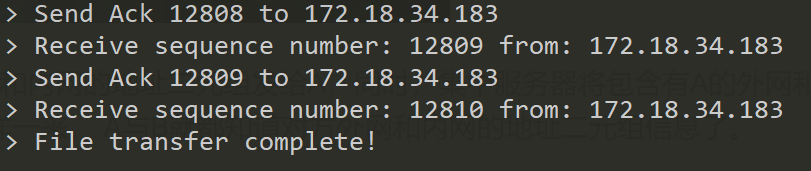 > Send Ack 12808 to 172.18.34.183
> Receive sequence number: 12809 from: 172.18.34.183
> Send Ack 12809 to 172.18.34.183
> Receive sequence number: 12810 from: 172.18.34.183
> File transfer complete!